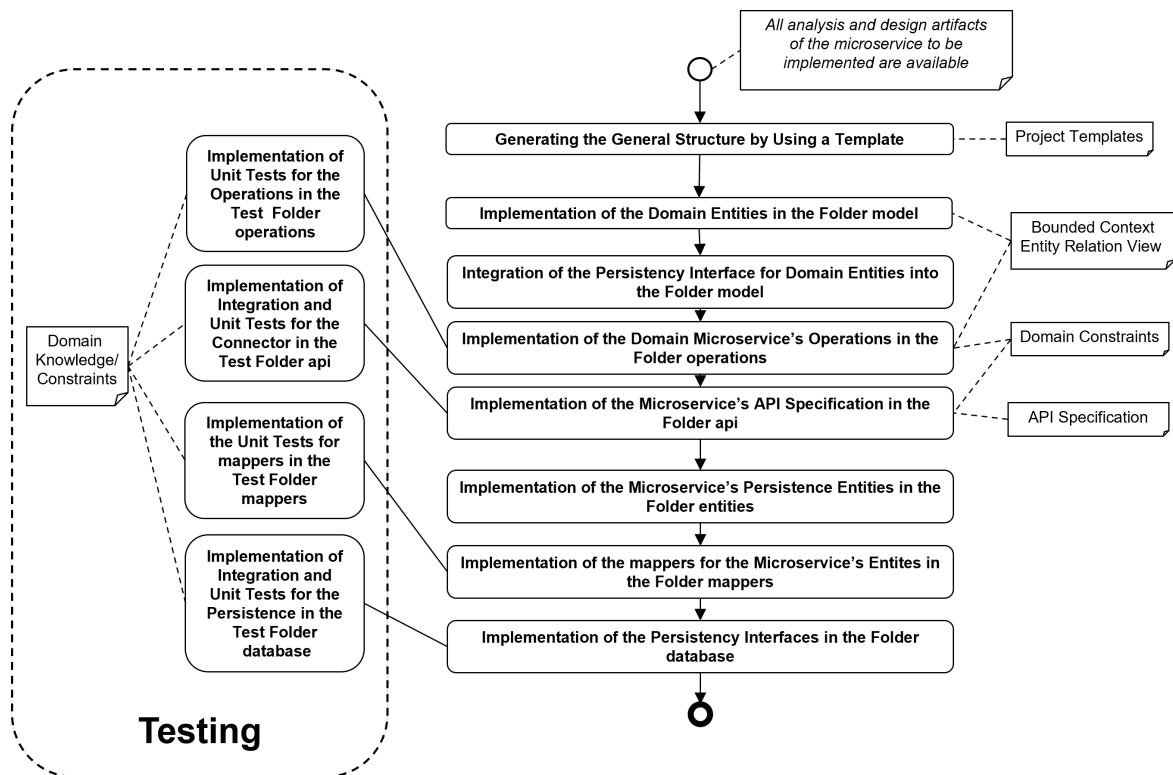 All analysis and design artifacts
of the microservice to be
implemented are available
Generating the General Structure by Using a Template
Project Templates
Implementation of the Domain Entities in the Folder model
Bounded Context
Entity Relation View
Integration of the Persistency Interface for Domain Entities into
the Folder model
Implementation of the Domain Microservice’s Operations in the
Folder operations
Domain Constraints
Implementation of the Microservice’s API Specification in the
Folder api
API Specification
Implementation of the Microservice’s Persistence Entities in the
Folder entities
Implementation of the mappers for the Microservice’s Entites in
the Folder mappers
Implementation of the Persistency Interfaces in the Folder
database
Implementation of
Unit Tests for the
Operations in the
Test Folder
operations
Implementation of
Integration and
Unit Tests for the
Connector in the
Test Folder api
Domain
Knowledge/
Constraints
Implementation of
the Unit Tests for
mappers in the
Test Folder
mappers
Implementation of
Integration and
Unit Tests for the
Persistence in the
Test Folder
database
Testing